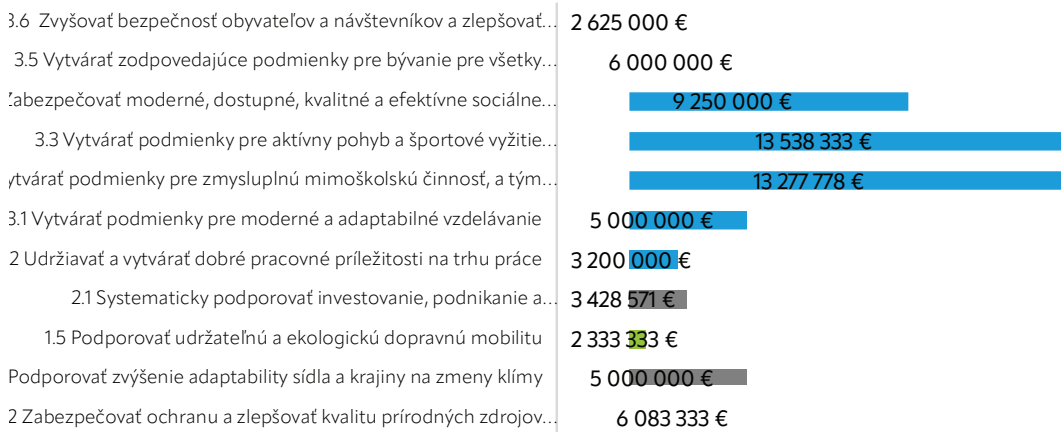 3.6 Zvyšovať bezpečnosť obyvateľov a návštevníkov a zlepšovať... 2 625 000 €
3.5 Vytvárať zodpovedajúce podmienky pre bývanie pre všetky... 6 000 000 €
Zabezpečovať moderné, dostupné, kvalitné a efektívne sociálne... 9 250 000 €
3.3 Vytvárať podmienky pre aktívny pohyb a športové vyžitie... 13 538 333 €
ytvárať podmienky pre zmysluplnú mimoškolskú činnosť, a tým... 13 277 778 €
3.1 Vytvárať podmienky pre moderné a adaptabilné vzdelávanie 5 000 000 €
2 Udržiavať a vytvárať dobré pracovné príležitosti na trhu práce 3 200 000 €
2.1 Systematicky podporovať investovanie, podnikanie a... 3 428 571 €
1.5 Podporovať udržateľnú a ekologickú dopravnú mobilitu 2 333 333 €
Podporovať zvýšenie adaptability sídla a krajiny na zmeny klímy 5 000 000 €
2 Zabezpečovať ochranu a zlepšovať kvalitu prírodných zdrojov... 6 083 333 €